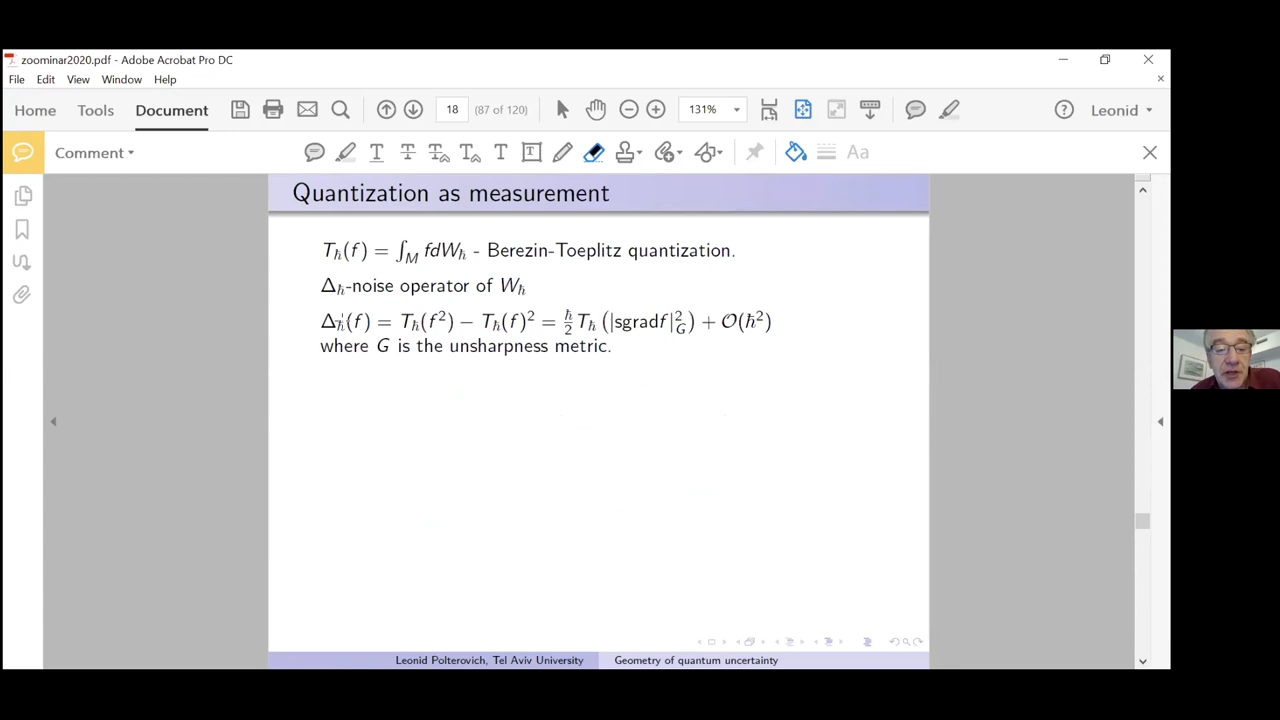 zoominar2020.pdf - Adobe Acrobat Pro DC
File Edit View Window Help
Home Tools Document 18 (87 of 120) 131% Leonid
Comment T T T T T T Aa
Quantization as measurement
Tℏ(f) = ∫_M fdWℏ - Berezin-Toeplitz quantization.
Δℏ-noise operator of Wℏ
Δℏ(f) = Tℏ(f²) − Tℏ(f)² = ℏ/2 Tℏ (|sgradf|²_G) + 𝒪(ℏ²)
where G is the unsharpness metric.
Leonid Polterovich, Tel Aviv University Geometry of quantum uncertainty